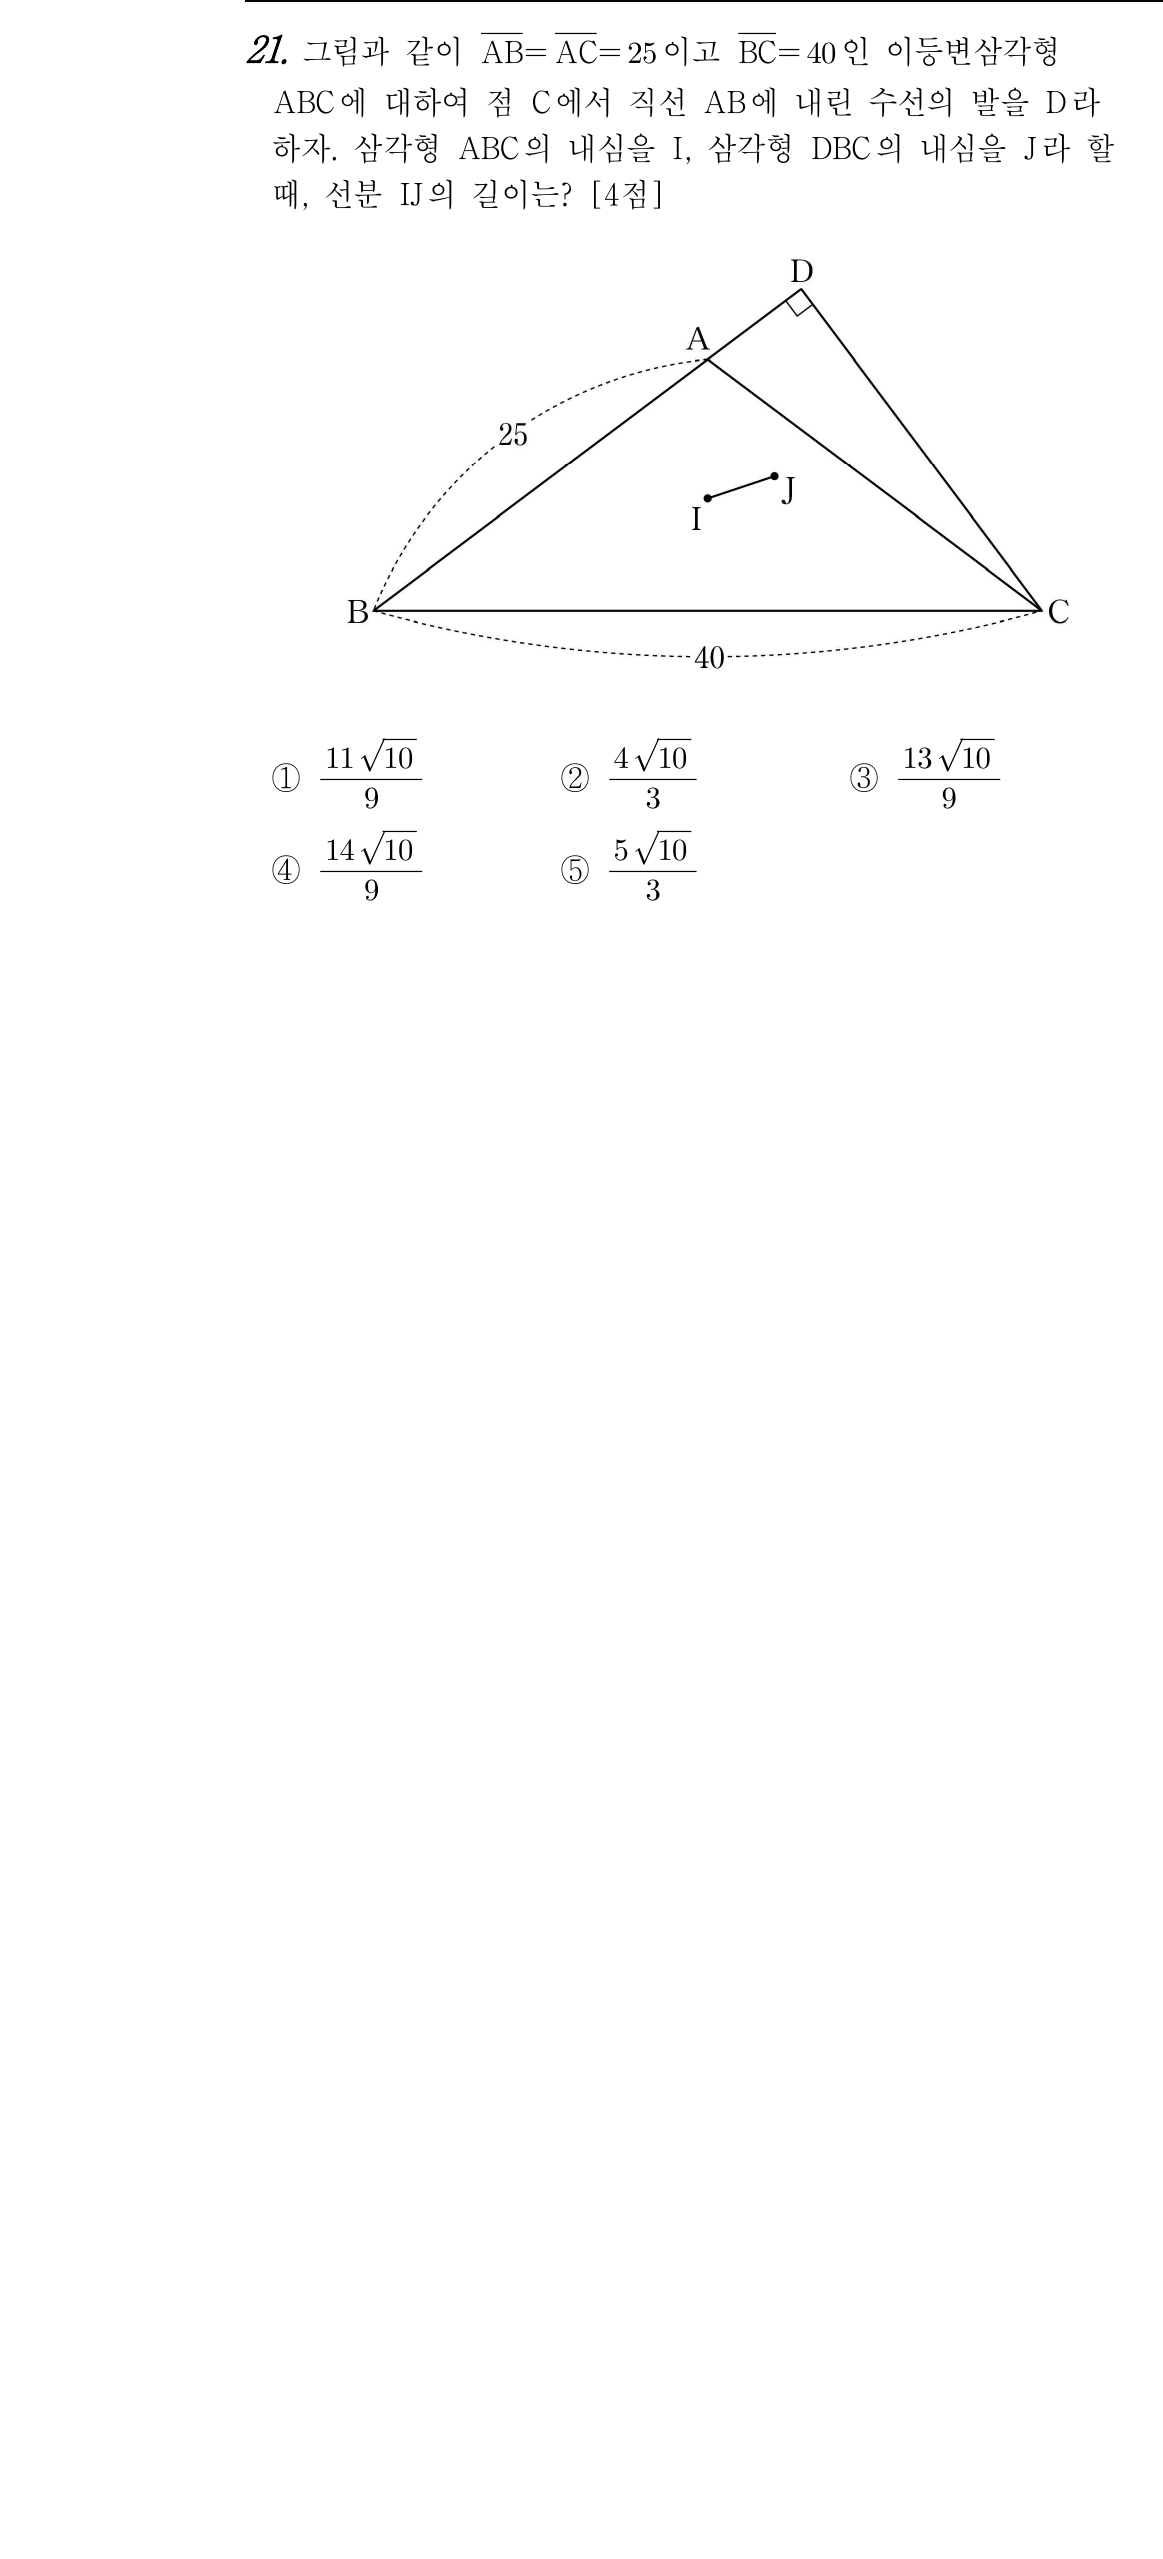 21. 그림과 같이 AB=AC=25이고 BC=40인 이등변삼각형
ABC에 대하여 점 C에서 직선 AB에 내린 수선의 발을 D라
하자. 삼각형 ABC의 내심을 I, 삼각형 DBC의 내심을 J라 할
때, 선분 IJ의 길이는? [4점]
D
A
25
J
I
B
C
40
① 11√10/9 ② 4√10/3 ③ 13√10/9
④ 14√10/9 ⑤ 5√10/3